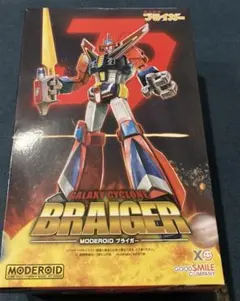 ブライガー
GALAXY CYCLONE
BRAIGER
MODEROID ブライガー
MODEROID
GOOD SMILE
COMPANY